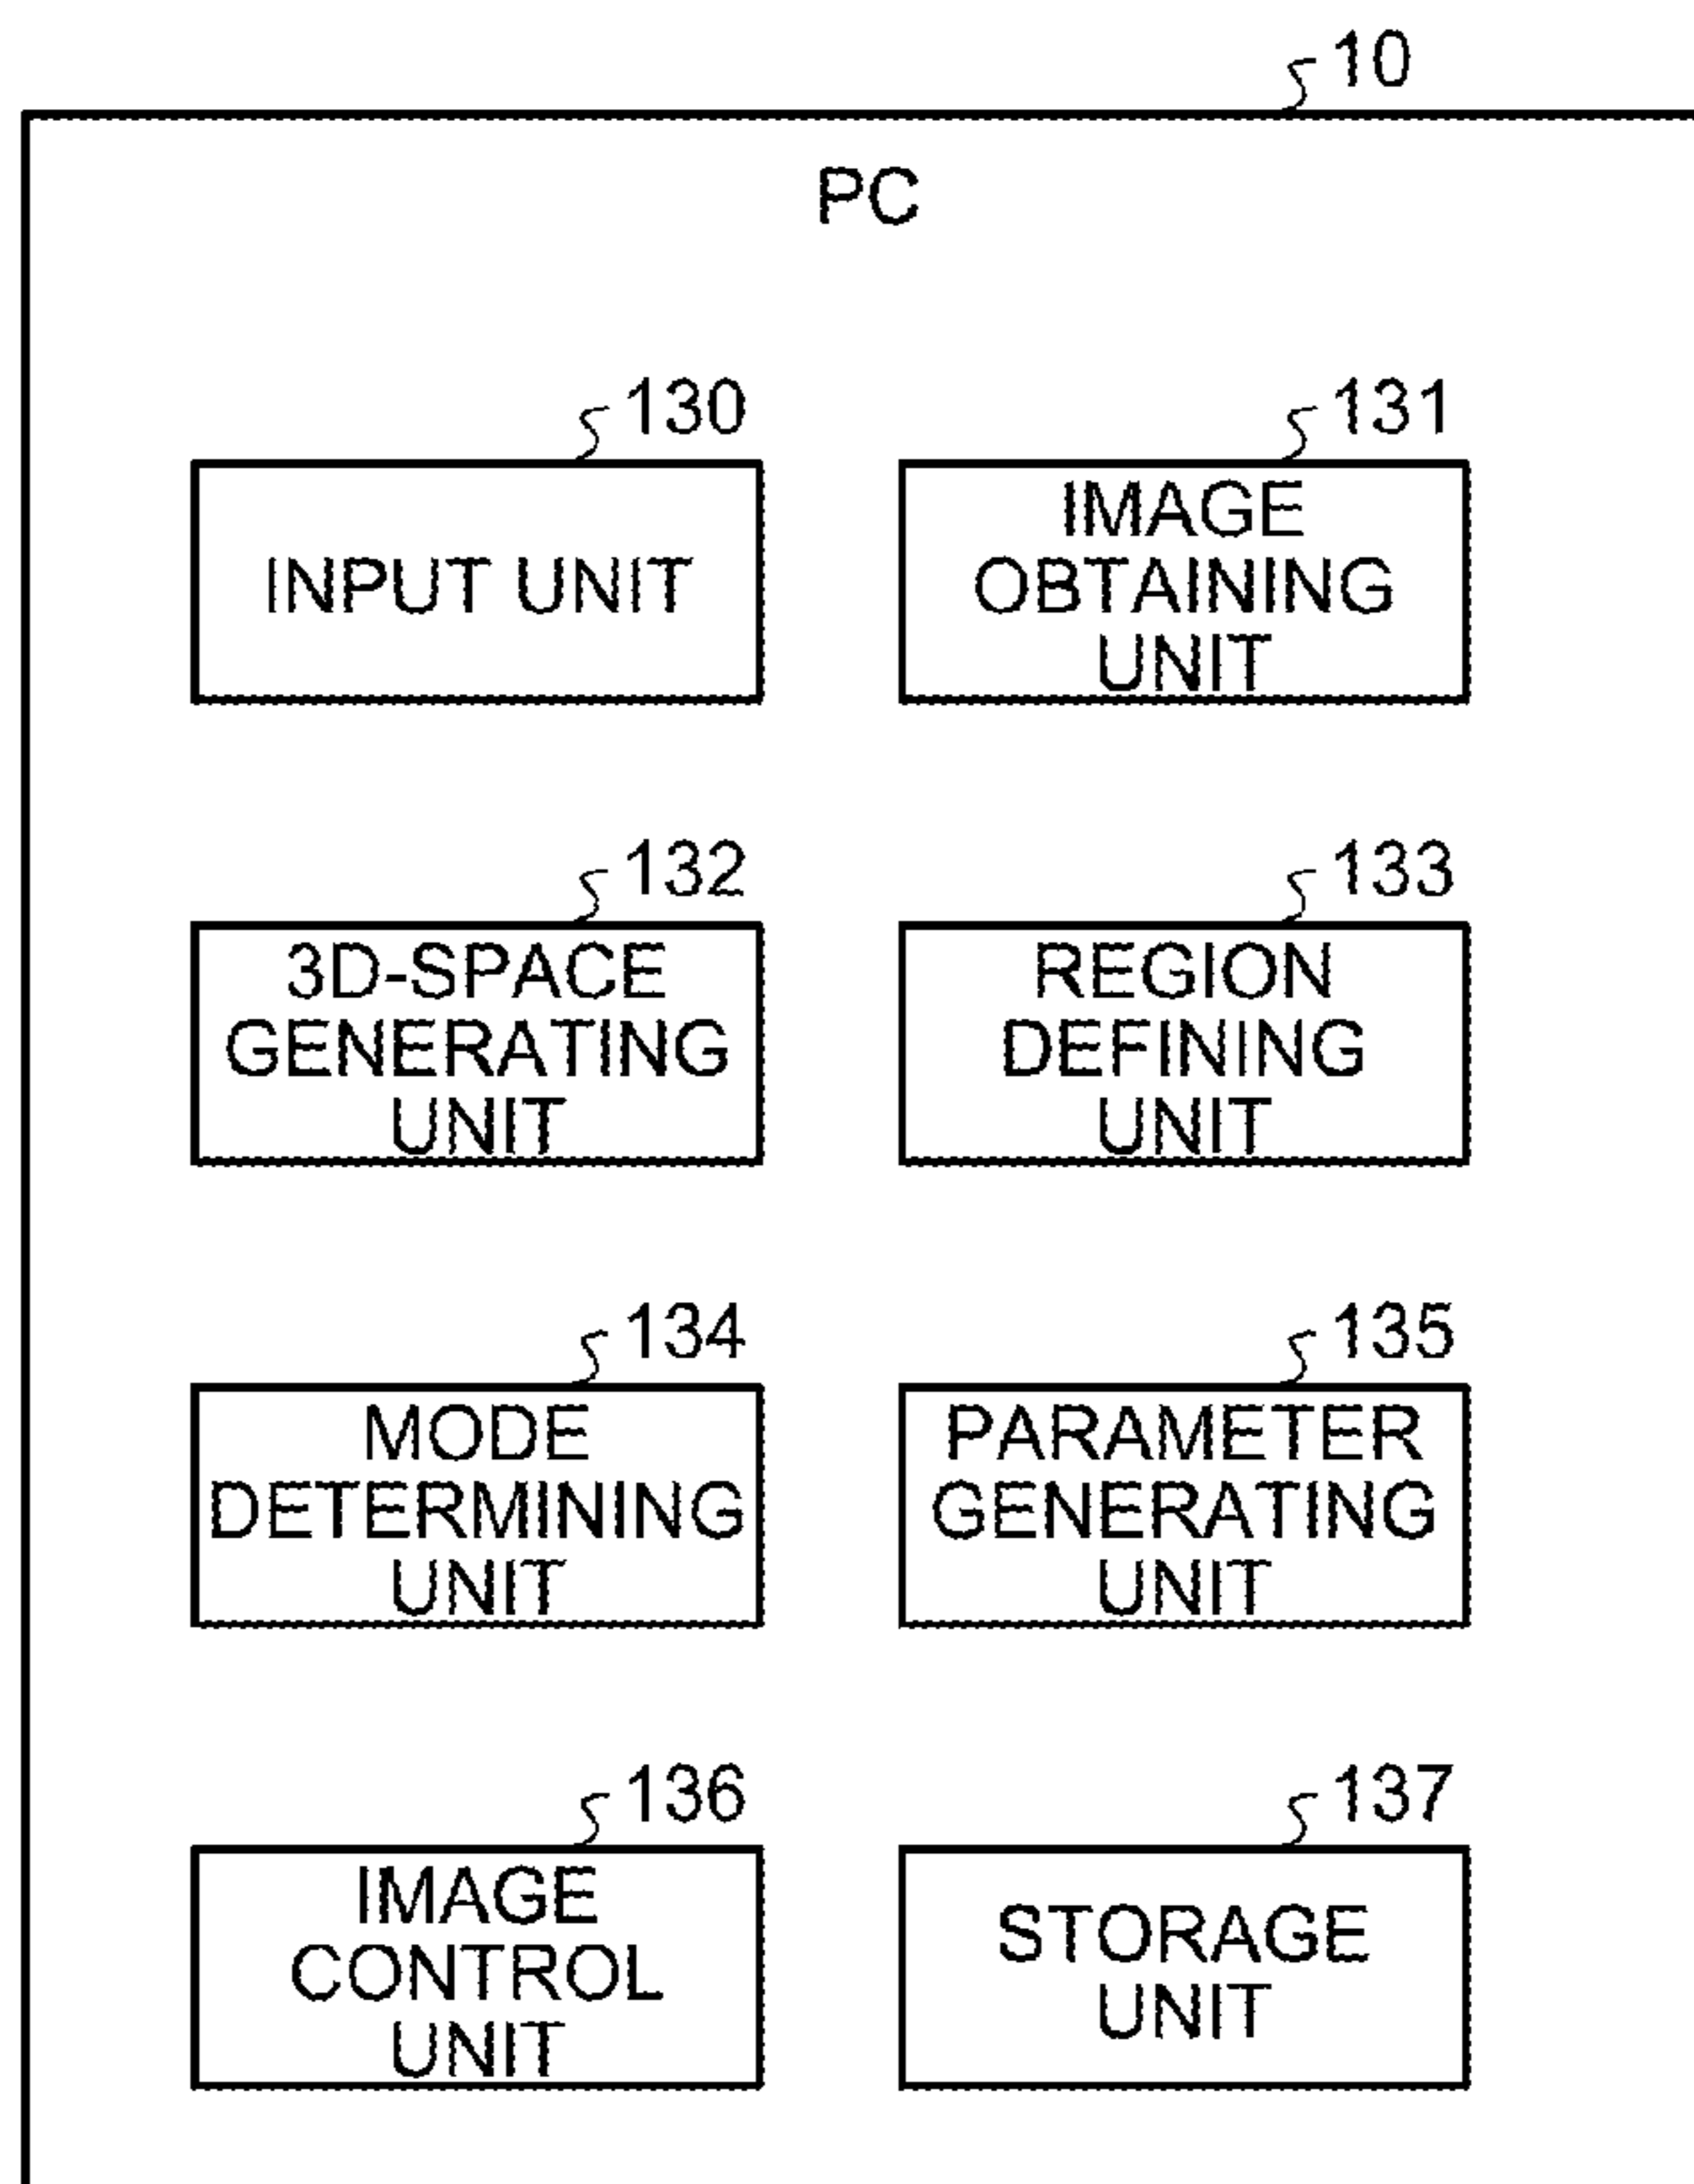 10
PC
130
INPUT UNIT
131
IMAGE
OBTAINING
UNIT
132
3D-SPACE
GENERATING
UNIT
133
REGION
DEFINING
UNIT
134
MODE
DETERMINING
UNIT
135
PARAMETER
GENERATING
UNIT
136
IMAGE
CONTROL
UNIT
137
STORAGE
UNIT